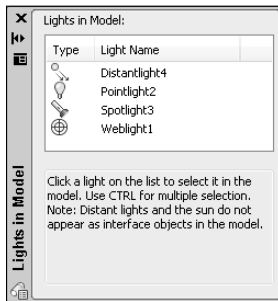 Lights in Model:
Type Light Name
Distantlight4
Pointlight2
Spotlight3
Weblight1
Click a light on the list to select it in the
model. Use CTRL for multiple selection.
Note: Distant lights and the sun do not
appear as interface objects in the model.
Lights in Model